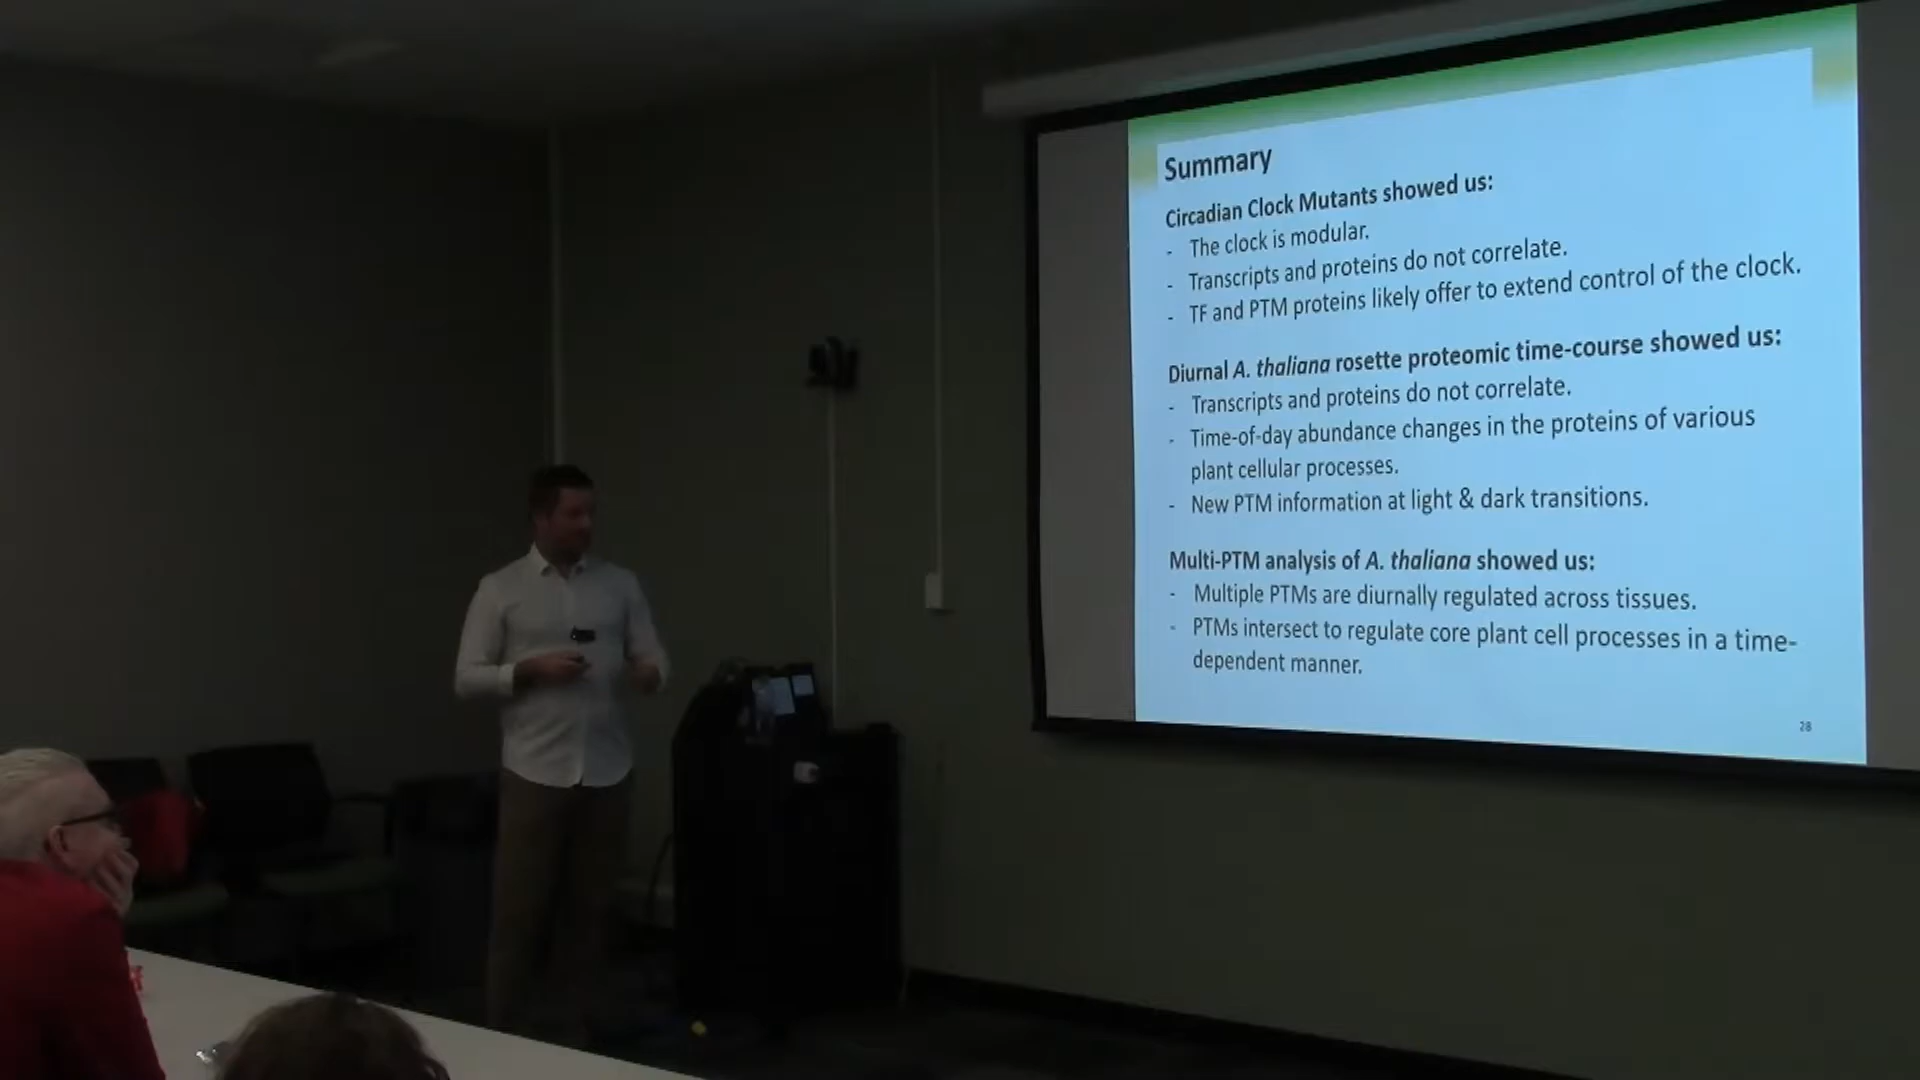 Summary
Circadian Clock Mutants showed us:
- The clock is modular.
- Transcripts and proteins do not correlate.
- TF and PTM proteins likely offer to extend control of the clock.
Diurnal A. thaliana rosette proteomic time-course showed us:
- Transcripts and proteins do not correlate.
- Time-of-day abundance changes in the proteins of various
plant cellular processes.
- New PTM information at light & dark transitions.
Multi-PTM analysis of A. thaliana showed us:
- Multiple PTMs are diurnally regulated across tissues.
- PTMs intersect to regulate core plant cell processes in a time-
dependent manner.
28